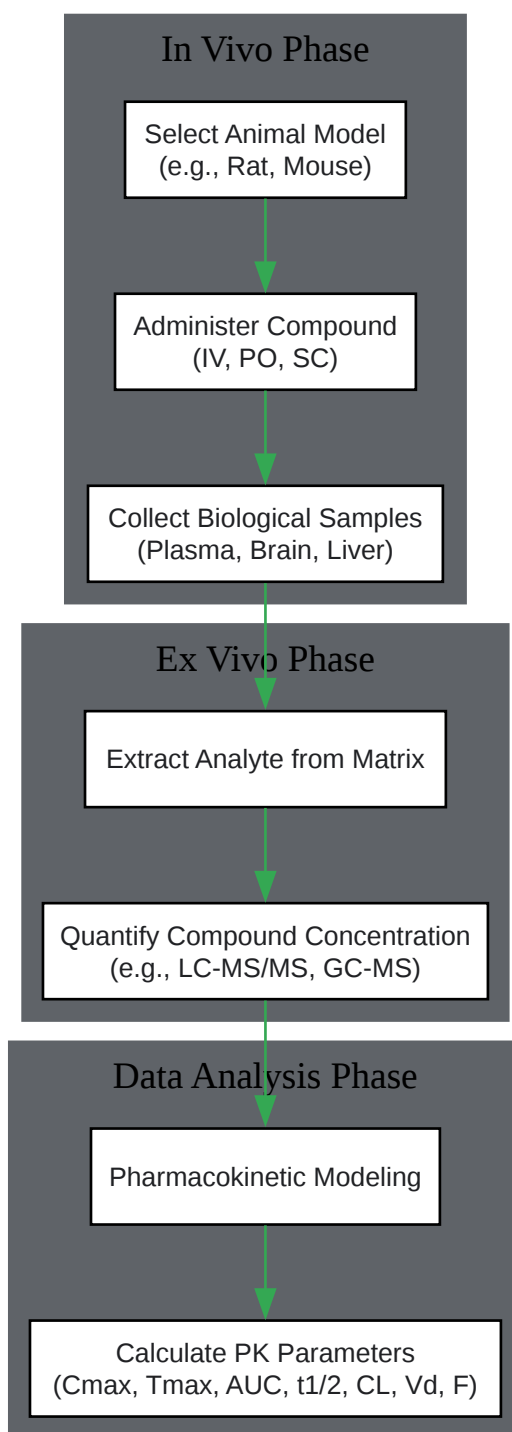 In Vivo Phase
Select Animal Model
(e.g., Rat, Mouse)
Administer Compound
(IV, PO, SC)
Collect Biological Samples
(Plasma, Brain, Liver)
Ex Vivo Phase
Extract Analyte from Matrix
Quantify Compound Concentration
(e.g., LC-MS/MS, GC-MS)
Data Analysis Phase
Pharmacokinetic Modeling
Calculate PK Parameters
(Cmax, Tmax, AUC, t1/2, CL, Vd, F)